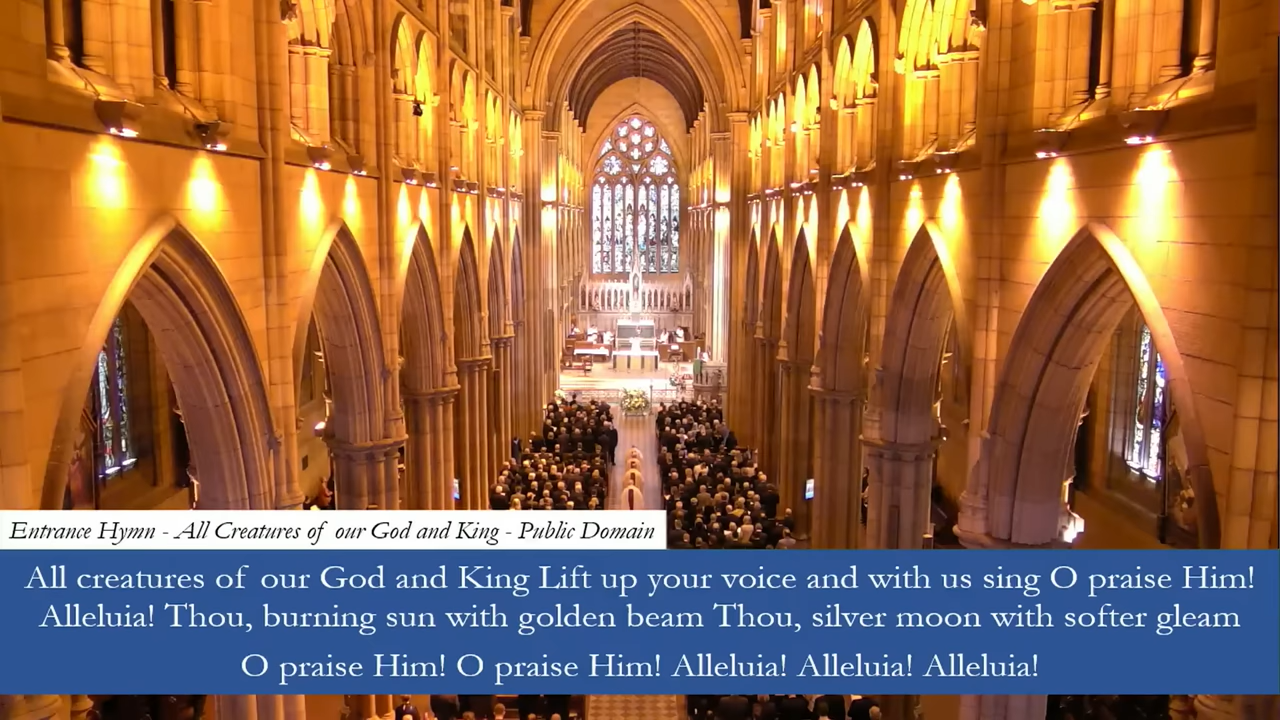 Entrance Hymn - All Creatures of our God and King - Public Domain
All creatures of our God and King Lift up your voice and with us sing O praise Him!
Alleluia! Thou, burning sun with golden beam Thou, silver moon with softer gleam
O praise Him! O praise Him! Alleluia! Alleluia! Alleluia!